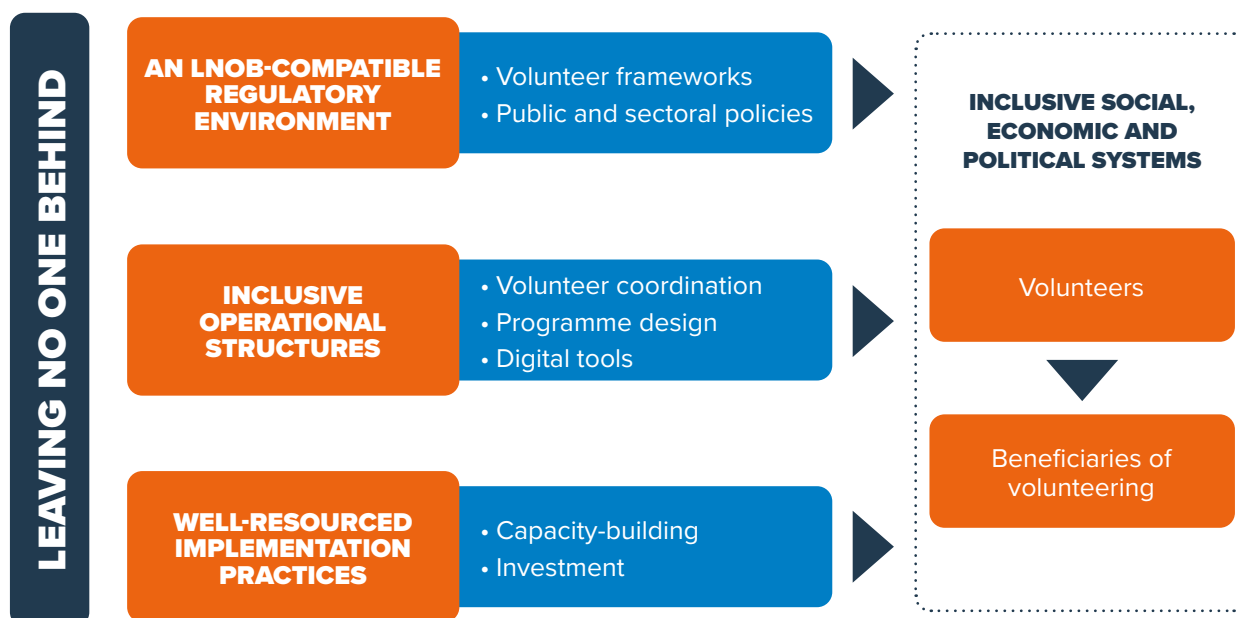 LEAVING NO ONE BEHIND
AN LNOB-COMPATIBLE
REGULATORY
ENVIRONMENT
• Volunteer frameworks
• Public and sectoral policies
INCLUSIVE
OPERATIONAL
STRUCTURES
• Volunteer coordination
• Programme design
• Digital tools
WELL-RESOURCED
IMPLEMENTATION
PRACTICES
• Capacity-building
• Investment
INCLUSIVE SOCIAL,
ECONOMIC AND
POLITICAL SYSTEMS
Volunteers
Beneficiaries of
volunteering